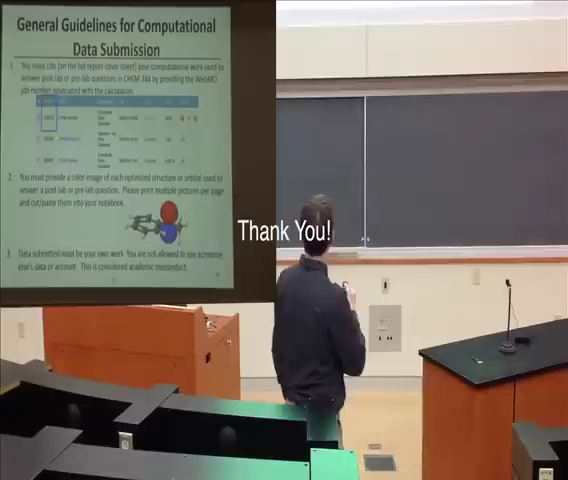 General Guidelines for Computational
Data Submission
1. You must cite (on the lab report cover sheet) your computational work used to
answer post-lab or pre-lab questions in CHEM 344 by providing the WebMO
job number associated with the calculation.
2. You must provide a color-image of each optimized structure or orbital used to
answer a post-lab or pre-lab question. Please print multiple pictures per page
and cut/paste them into your notebook.
3. Data submitted must be your own work. You are not allowed to use someone
else's data or account. This is considered academic misconduct.
Thank You!